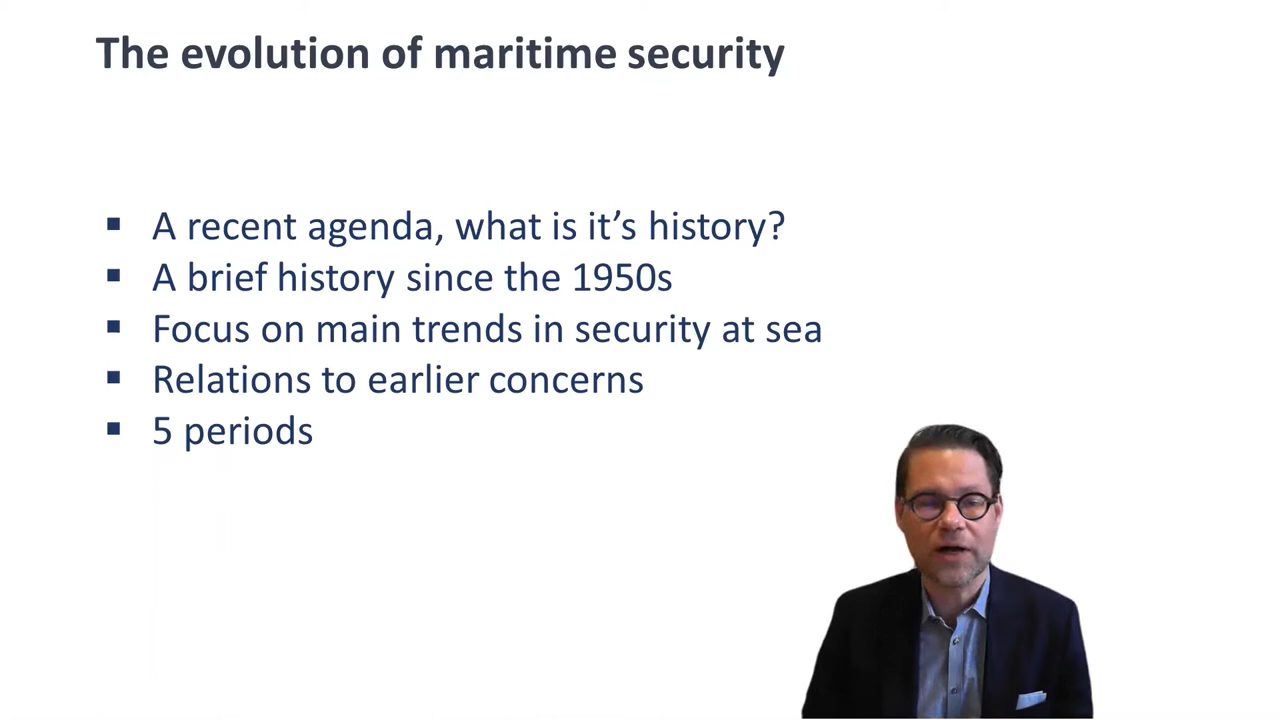 The evolution of maritime security
▪ A recent agenda, what is it’s history?
▪ A brief history since the 1950s
▪ Focus on main trends in security at sea
▪ Relations to earlier concerns
▪ 5 periods